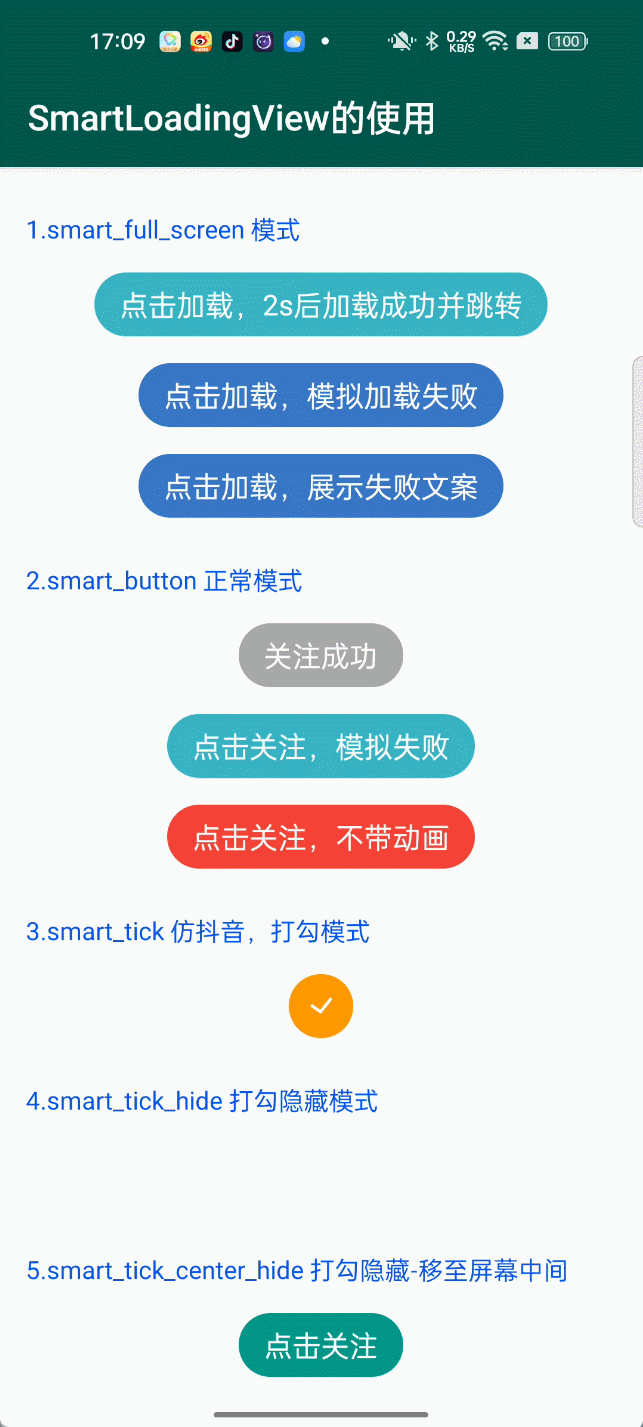 17:09
0.29
KB/S
100
SmartLoadingView的使用
1.smart_full_screen 模式
点击加载，2s后加载成功并跳转
点击加载，模拟加载失败
点击加载，展示失败文案
2.smart_button 正常模式
关注成功
点击关注，模拟失败
点击关注，不带动画
3.smart_tick 仿抖音，打勾模式
4.smart_tick_hide 打勾隐藏模式
5.smart_tick_center_hide 打勾隐藏-移至屏幕中间
点击关注